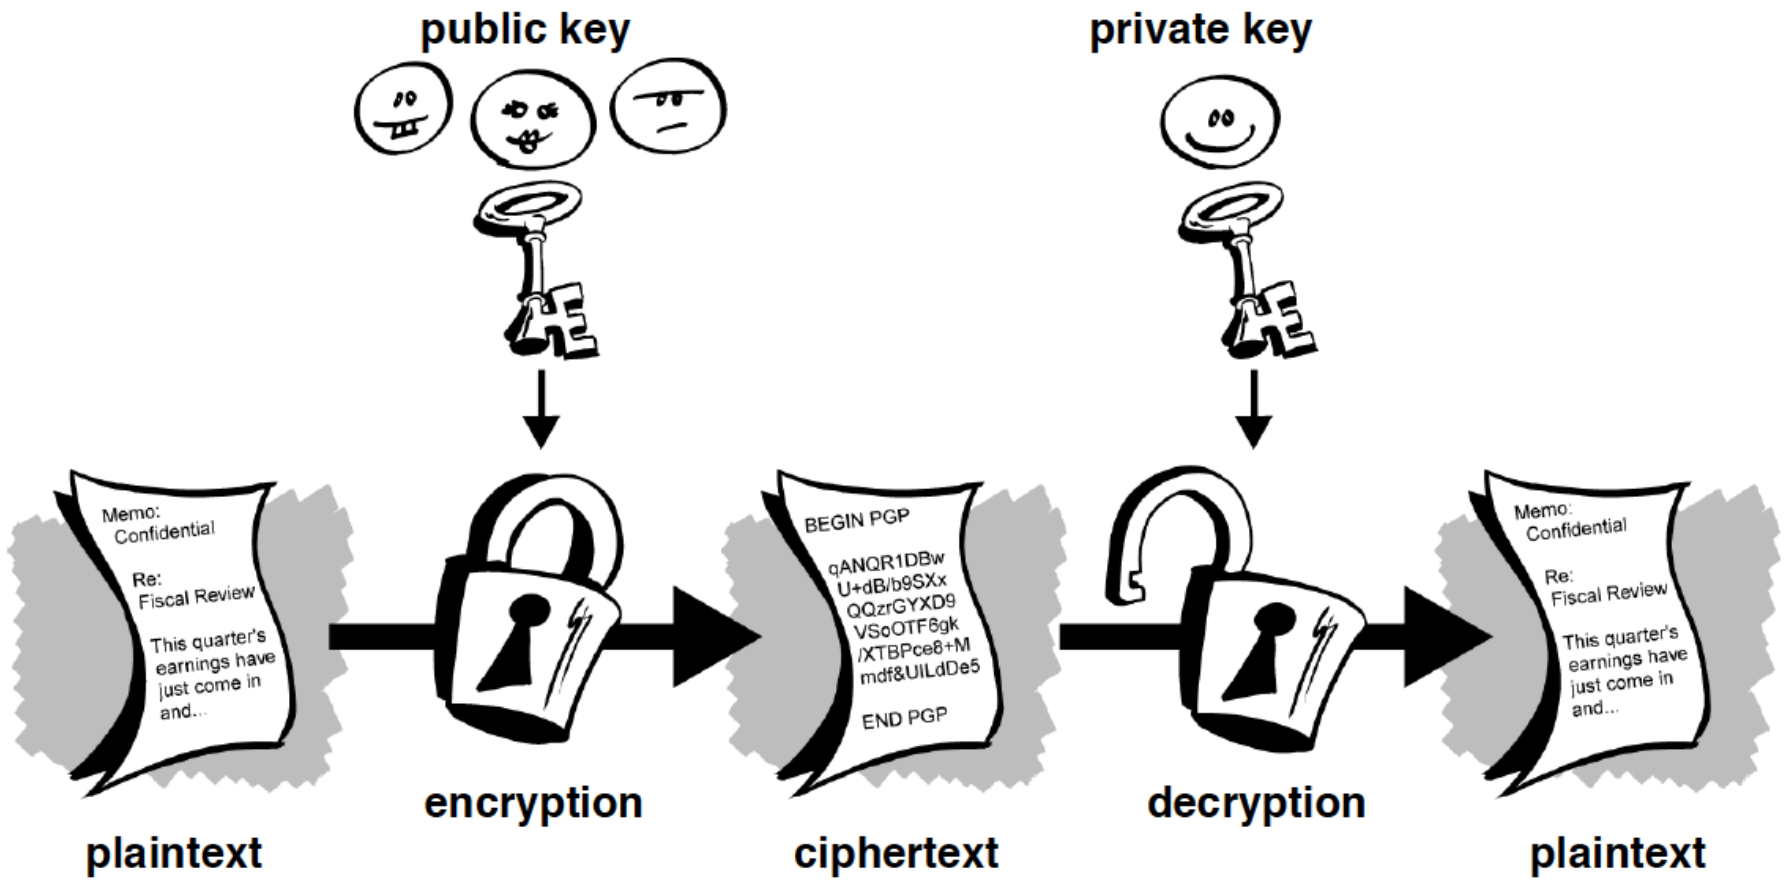 public key
private key
Memo:
Confidential
Re:
Fiscal Review
This quarter's
earnings have
just come in
and...
BEGIN PGP
qANQR1DBw
U+dB/b9SXx
QQzrGYXD9
VSoOTF6gk
/XTBPce8+M
mdf&UILdDe5
END PGP
Memo:
Confidential
Re:
Fiscal Review
This quarter's
earnings have
just come in
and...
encryption
decryption
plaintext
ciphertext
plaintext